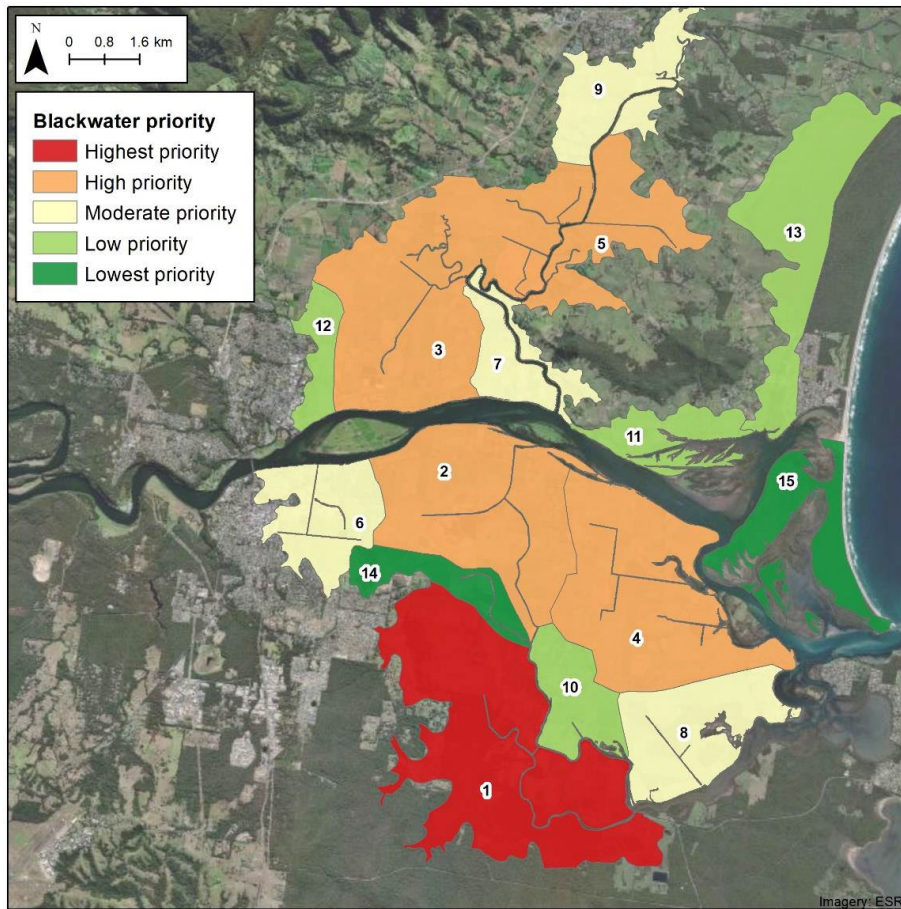 N
0 0.8 1.6 km
Blackwater priority
Highest priority
High priority
Moderate priority
Low priority
Lowest priority
9
13
5
12
3
7
11
2
15
6
14
4
10
8
1
Imagery: ESR